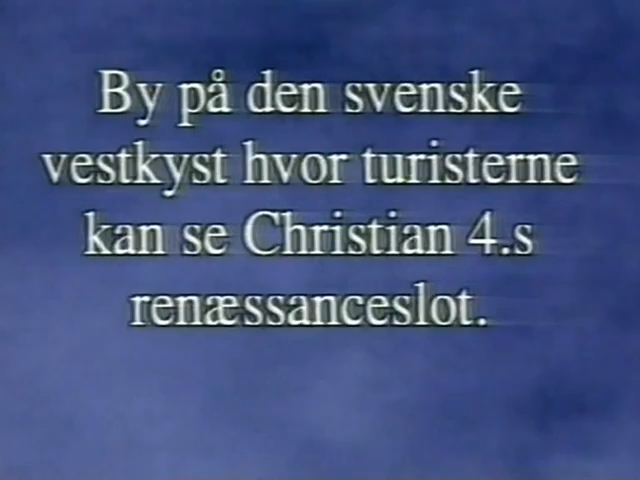 By på den svenske
vestkyst hvor turisterne
kan se Christian 4.s
renæssanceslot.